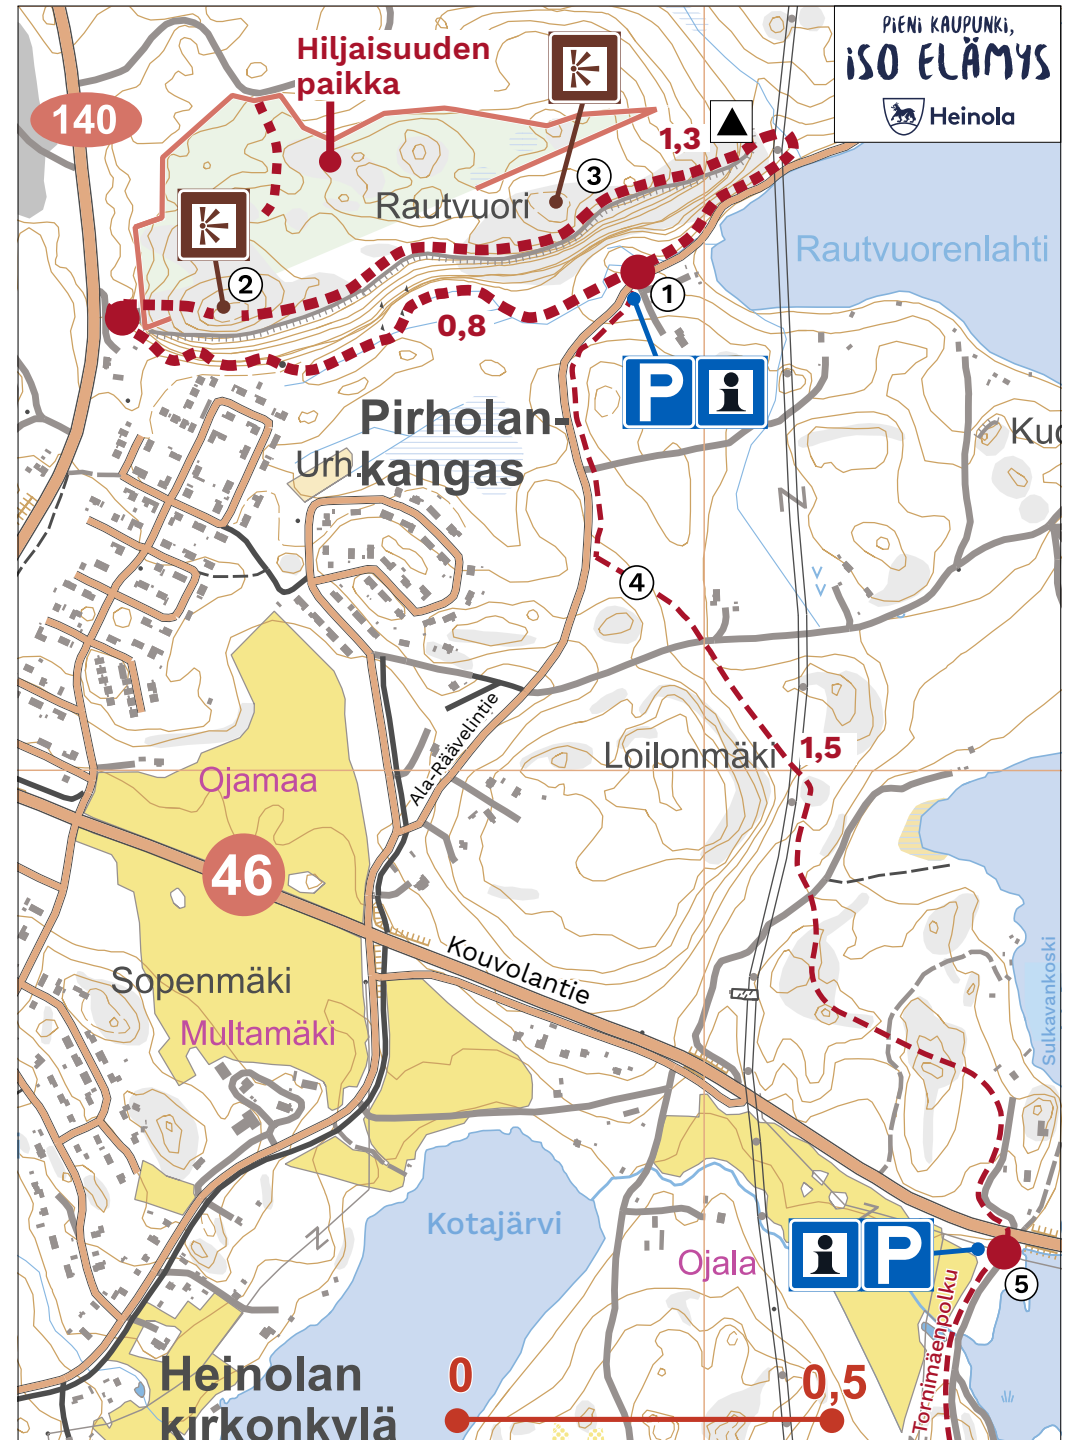 PIENI KAUPUNKI,
ISO ELÄMYS
Heinola
Hiljaisuuden
paikka
140
1,3
3
Rautvuori
Rautvuorenlahti
2
1
0,8
P
i
Pirholan-
kangas
Urh.
Kuo
4
Ala-Räävelintie
Loilonmäki
1,5
Ojamaa
46
Kouvolantie
Sopenmäki
Multamäki
Sulkavankoski
Kotajärvi
Ojala
i
P
5
Tornimäenpolku
Heinolan
kirkonkylä
0
0,5